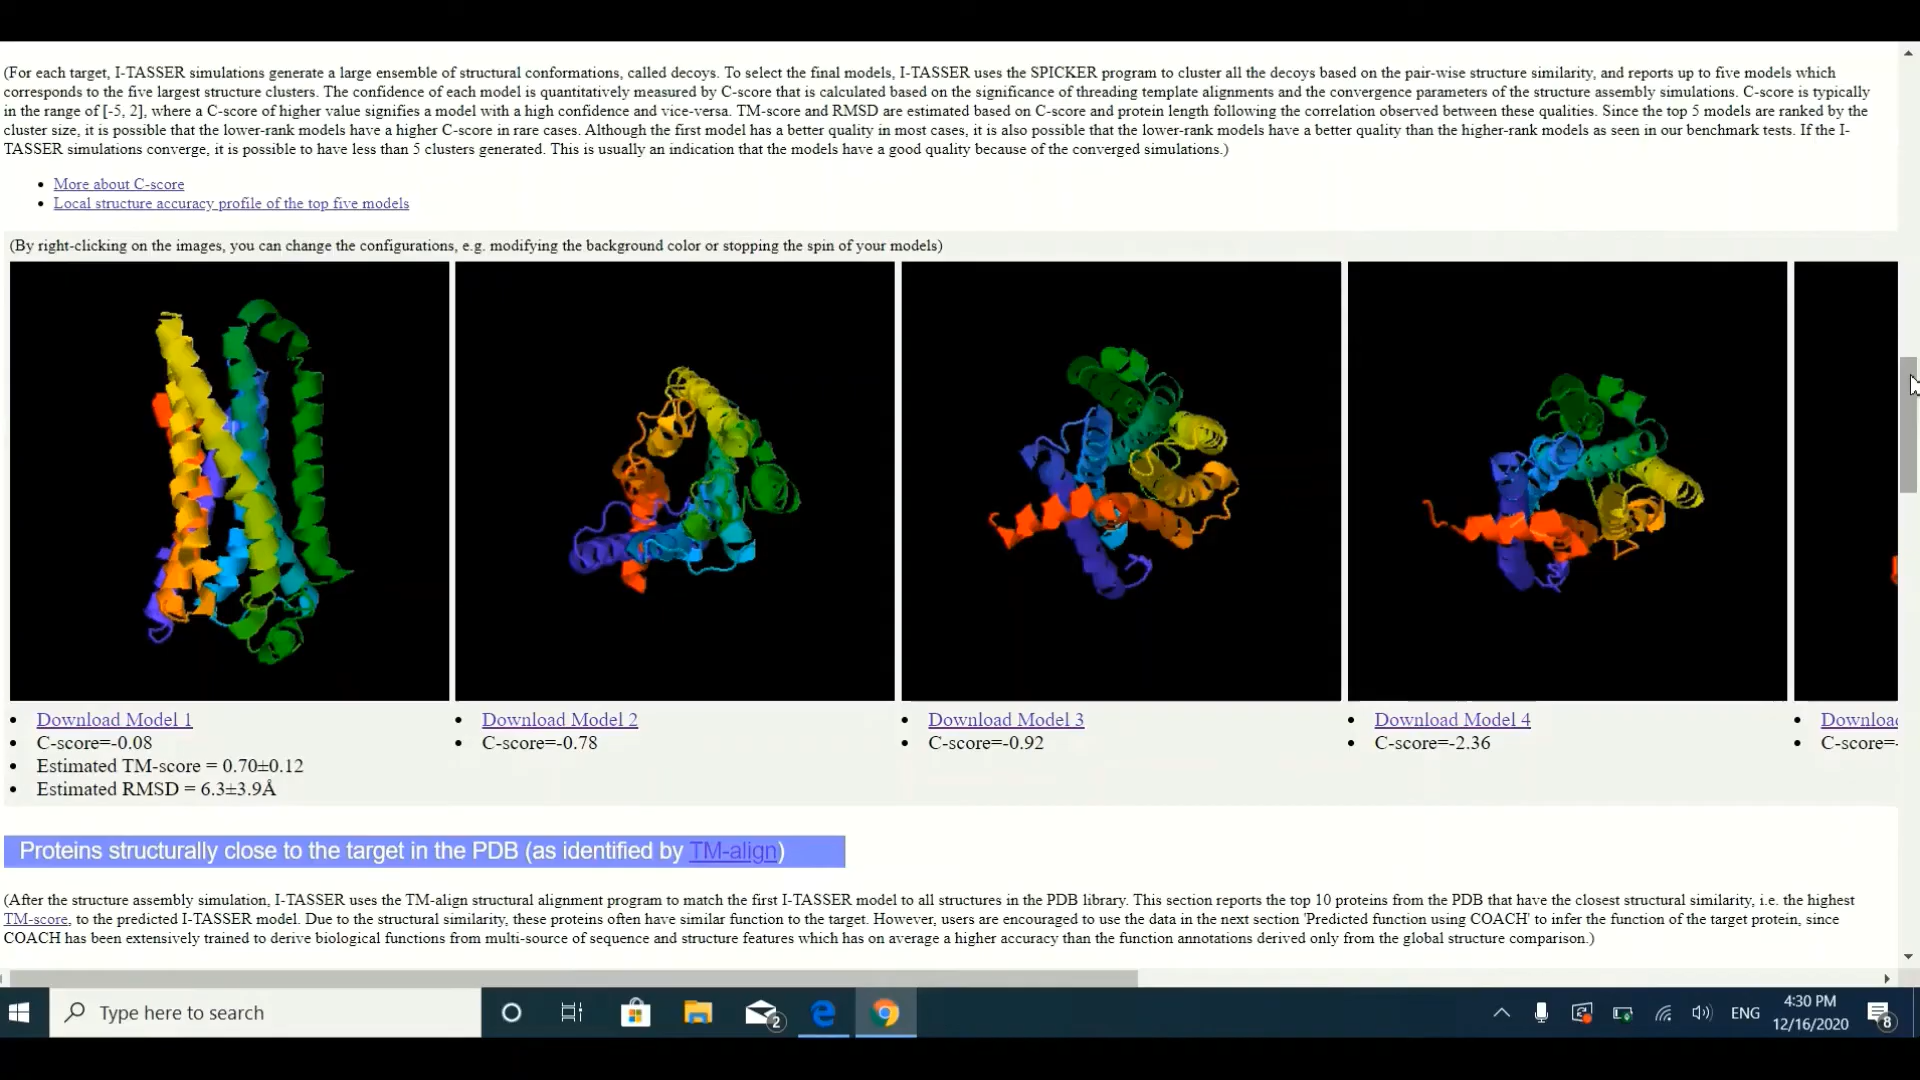 (For each target, I-TASSER simulations generate a large ensemble of structural conformations, called decoys. To select the final models, I-TASSER uses the SPICKER program to cluster all the decoys based on the pair-wise structure similarity, and reports up to five models which
corresponds to the five largest structure clusters. The confidence of each model is quantitatively measured by C-score that is calculated based on the significance of threading template alignments and the convergence parameters of the structure assembly simulations. C-score is typically
in the range of [-5, 2], where a C-score of higher value signifies a model with a high confidence and vice-versa. TM-score and RMSD are estimated based on C-score and protein length following the correlation observed between these qualities. Since the top 5 models are ranked by the
cluster size, it is possible that the lower-rank models have a higher C-score in rare cases. Although the first model has a better quality in most cases, it is also possible that the lower-rank models have a better quality than the higher-rank models as seen in our benchmark tests. If the I-
TASSER simulations converge, it is possible to have less than 5 clusters generated. This is usually an indication that the models have a good quality because of the converged simulations.)
• More about C-score
• Local structure accuracy profile of the top five models
(By right-clicking on the images, you can change the configurations, e.g. modifying the background color or stopping the spin of your models)
• Download Model 1 • Download Model 2 • Download Model 3 • Download Model 4 • Download
• C-score=-0.08 • C-score=-0.78 • C-score=-0.92 • C-score=-2.36 • C-score=-
• Estimated TM-score = 0.70±0.12
• Estimated RMSD = 6.3±3.9Å
Proteins structurally close to the target in the PDB (as identified by TM-align)
(After the structure assembly simulation, I-TASSER uses the TM-align structural alignment program to match the first I-TASSER model to all structures in the PDB library. This section reports the top 10 proteins from the PDB that have the closest structural similarity, i.e. the highest
TM-score, to the predicted I-TASSER model. Due to the structural similarity, these proteins often have similar function to the target. However, users are encouraged to use the data in the next section 'Predicted function using COACH' to infer the function of the target protein, since
COACH has been extensively trained to derive biological functions from multi-source of sequence and structure features which has on average a higher accuracy than the function annotations derived only from the global structure comparison.)
Type here to search 2 ENG 4:30 PM 8
12/16/2020